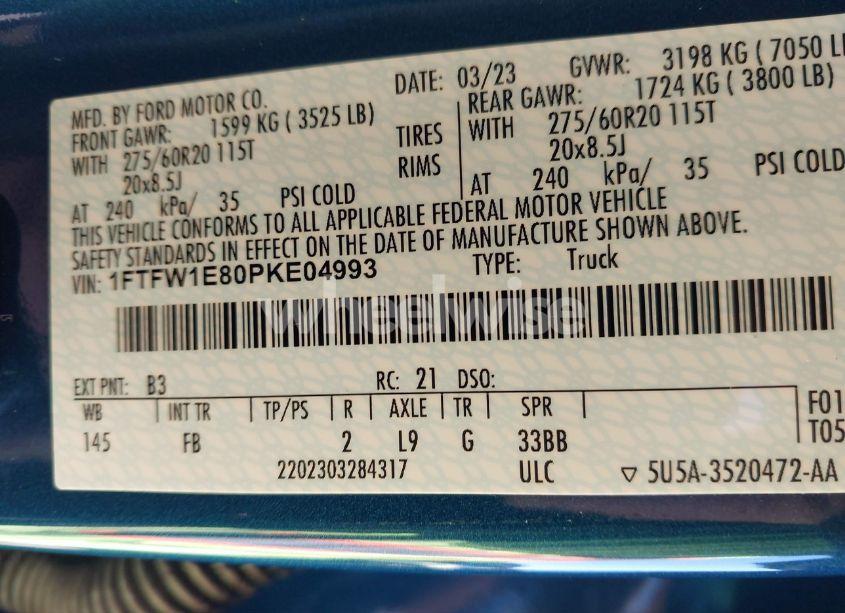 MFD. BY FORD MOTOR CO. DATE: 03/23 GVWR: 3198 KG ( 7050 L
FRONT GAWR: 1599 KG ( 3525 LB) REAR GAWR: 1724 KG ( 3800 LB)
WITH 275/60R20 115T TIRES WITH 275/60R20 115T
20x8.5J RIMS 20x8.5J
AT 240 kPa/ 35 PSI COLD AT 240 kPa/ 35 PSI COLD
THIS VEHICLE CONFORMS TO ALL APPLICABLE FEDERAL MOTOR VEHICLE
SAFETY STANDARDS IN EFFECT ON THE DATE OF MANUFACTURE SHOWN ABOVE.
VIN: 1FTFW1E80PKE04993 TYPE: Truck
wheelwise
EXT PNT: B3 RC: 21 DSO:
WB INT TR TP/PS R AXLE TR SPR F01
145 FB 2 L9 G 33BB T05
2202303284317 ULC ▽ 5U5A-3520472-AA